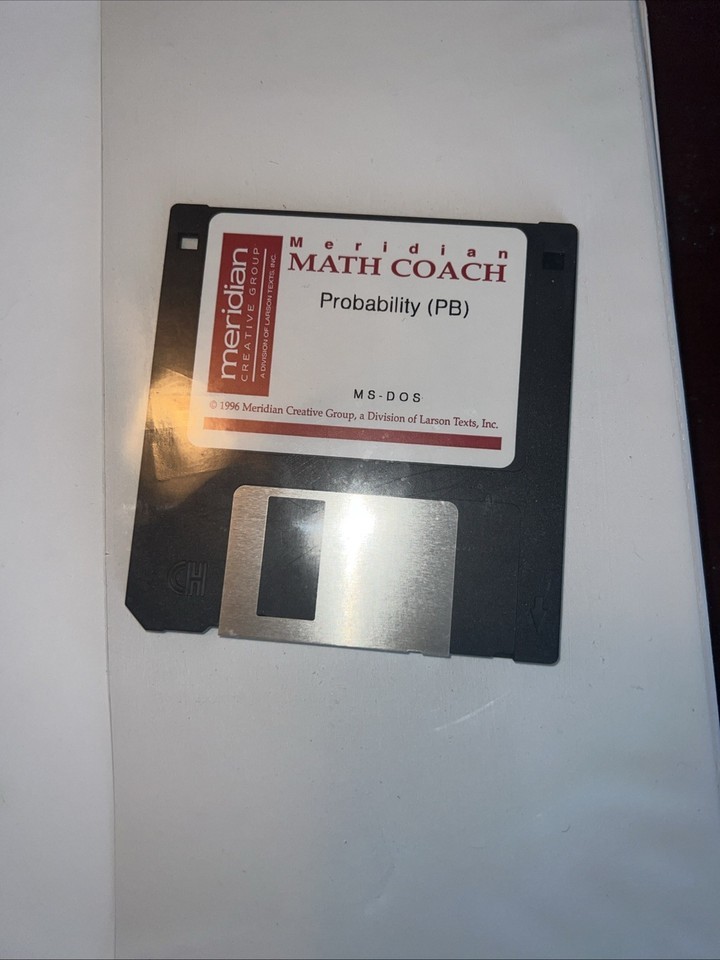 Meridian
MATH COACH
meridian
CREATIVE GROUP
A DIVISION OF LARSON TEXTS, INC.
Probability (PB)
MS-DOS
© 1996 Meridian Creative Group, a Division of Larson Texts, Inc.